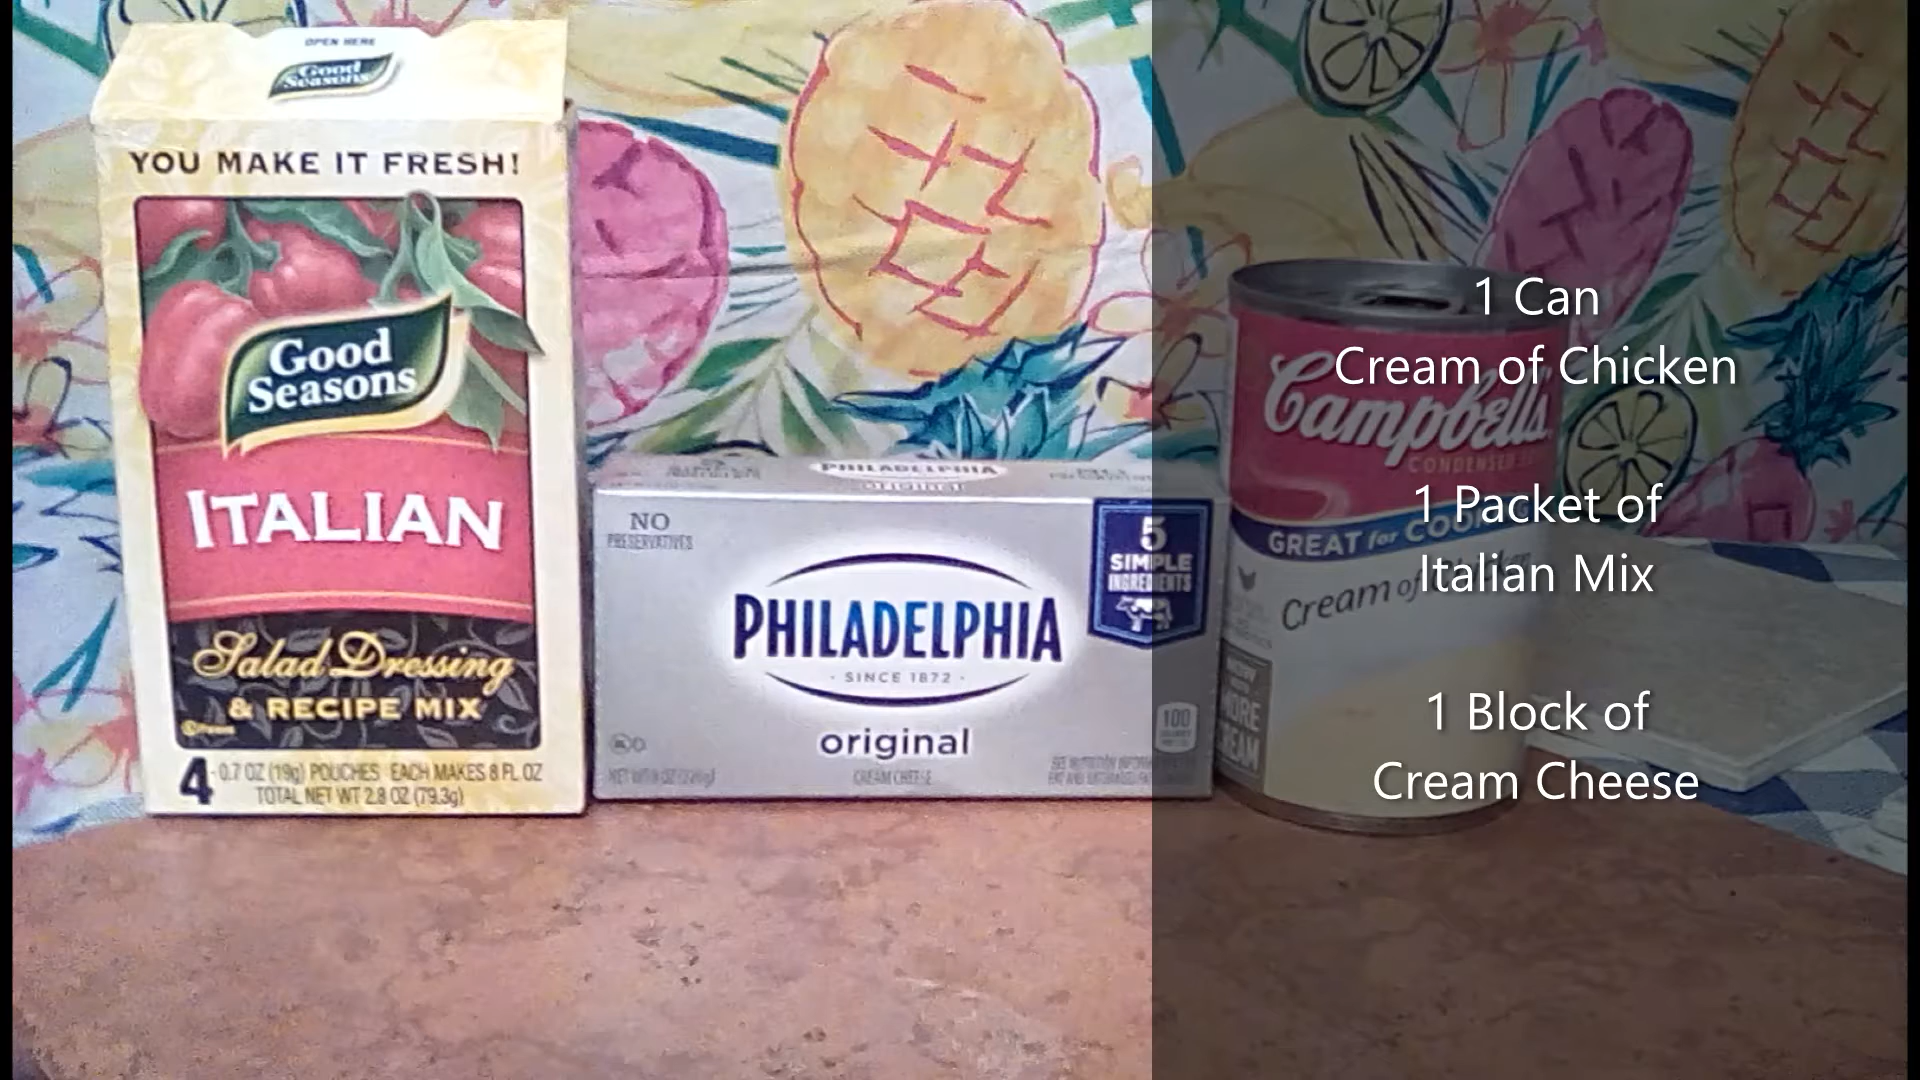 OPEN HERE
Good
Seasons
YOU MAKE IT FRESH!
Good
Seasons
ITALIAN
Salad Dressing
& RECIPE MIX
4 0.7 OZ (19g) POUCHES EACH MAKES 8 FL OZ
TOTAL NET WT 2.8 OZ (79.3g)
PHILADELPHIA
original
NO
PRESERVATIVES
5
SIMPLE
INGREDIENTS
PHILADELPHIA
· SINCE 1872 ·
original
CREAM CHEESE
100
Campbell's
CONDENSED
GREAT for
Cream of
1 Can
Cream of Chicken
1 Packet of
Italian Mix
1 Block of
Cream Cheese